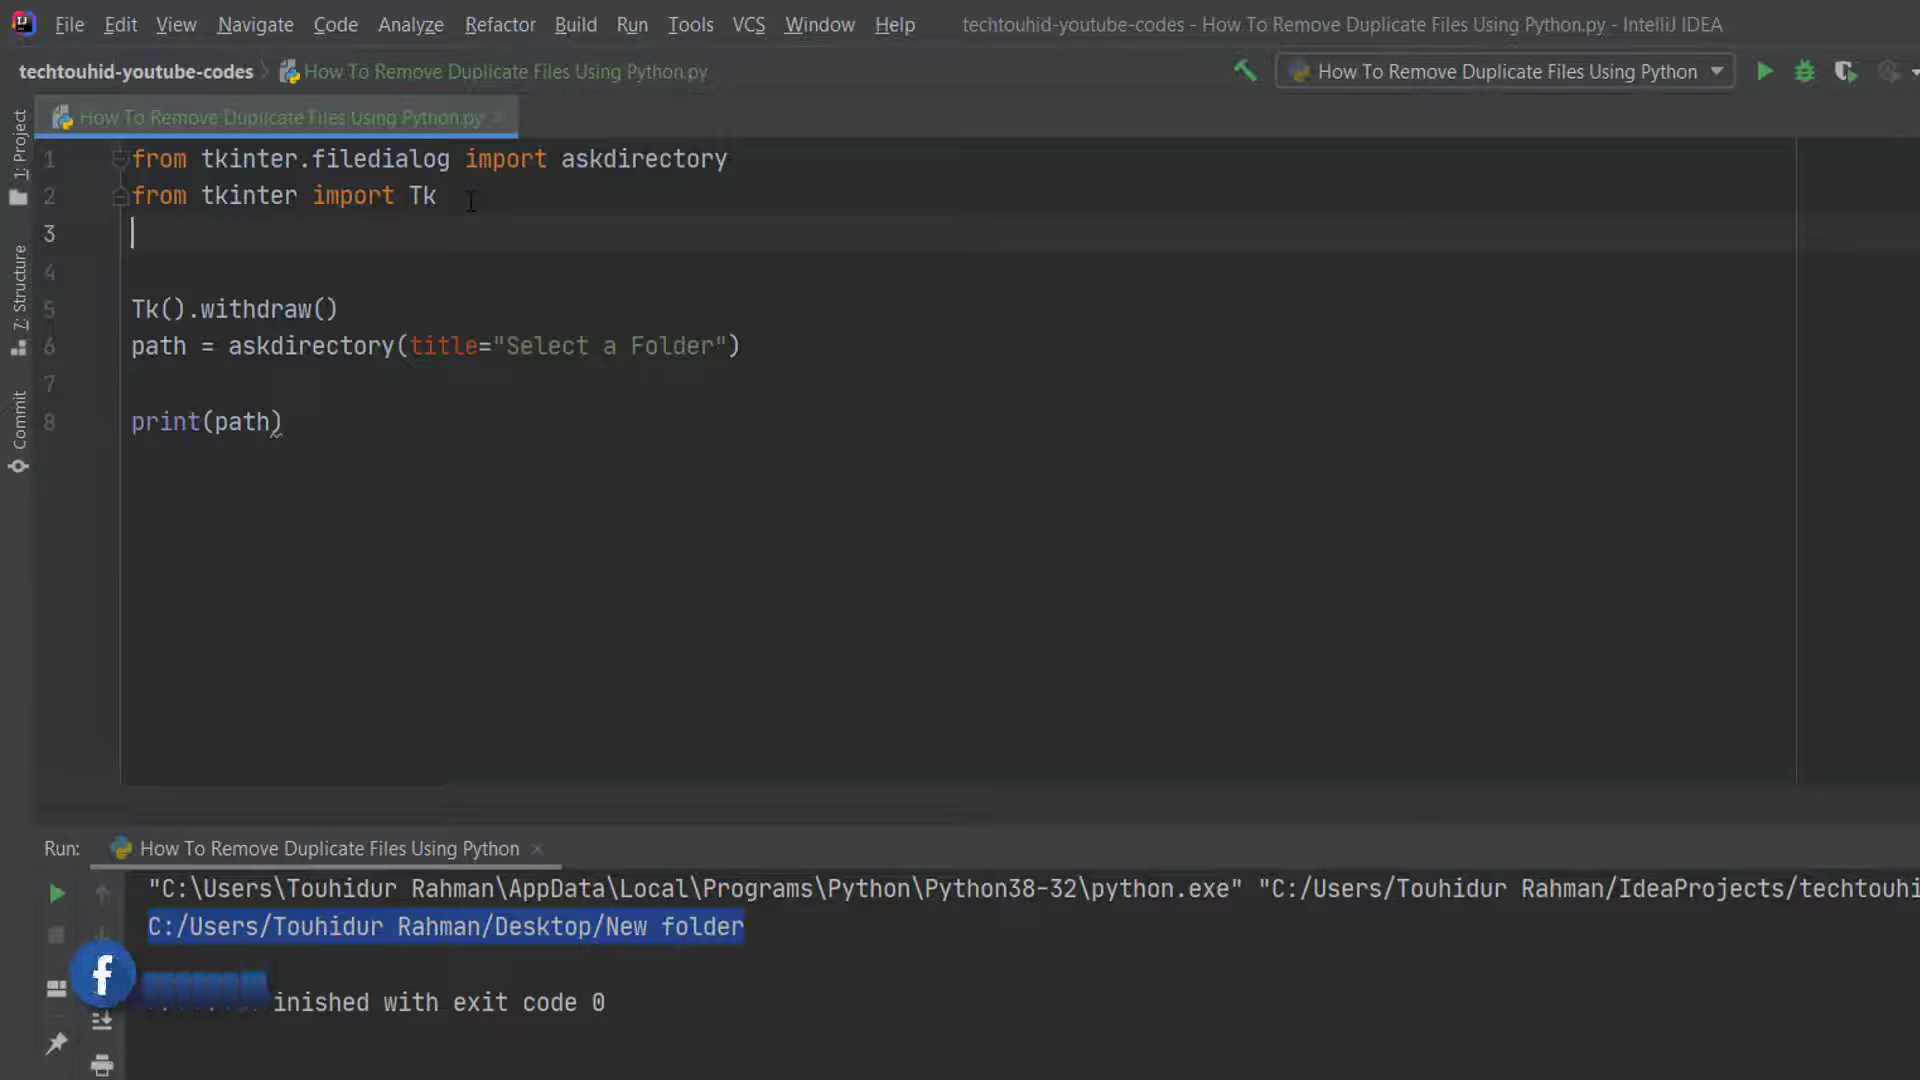 File Edit View Navigate Code Analyze Refactor Build Run Tools VCS Window Help techtouhid-youtube-codes - How To Remove Duplicate Files Using Python.py - IntelliJ IDEA
techtouhid-youtube-codes How To Remove Duplicate Files Using Python.py How To Remove Duplicate Files Using Python
How To Remove Duplicate Files Using Python.py
1: Project
7: Structure
Commit
1 from tkinter.filedialog import askdirectory
2 from tkinter import Tk
3
4
5 Tk().withdraw()
6 path = askdirectory(title="Select a Folder")
7
8 print(path)
Run: How To Remove Duplicate Files Using Python
"C:\Users\Touhidur Rahman\AppData\Local\Programs\Python\Python38-32\python.exe" "C:/Users/Touhidur Rahman/IdeaProjects/techtouhi
C:/Users/Touhidur Rahman/Desktop/New folder
inished with exit code 0